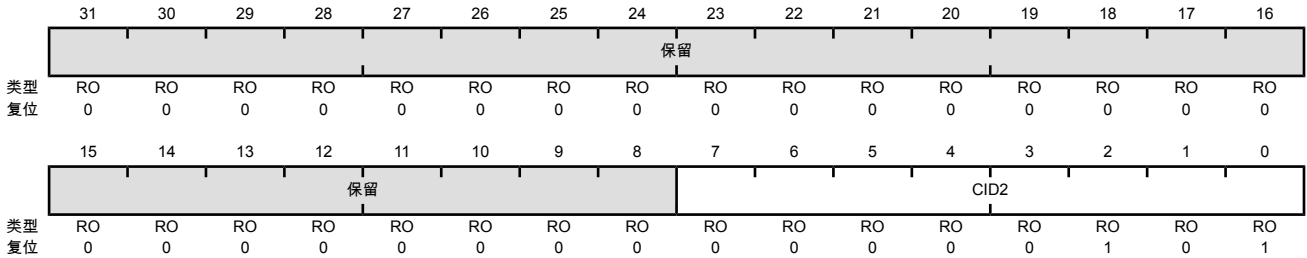 31 30 29 28 27 26 25 24 23 22 21 20 19 18 17 16
保留
类型 RO RO RO RO RO RO RO RO RO RO RO RO RO RO RO RO
复位 0 0 0 0 0 0 0 0 0 0 0 0 0 0 0 0
15 14 13 12 11 10 9 8 7 6 5 4 3 2 1 0
保留 CID2
类型 RO RO RO RO RO RO RO RO RO RO RO RO RO RO RO RO
复位 0 0 0 0 0 0 0 0 0 0 0 0 0 1 0 1